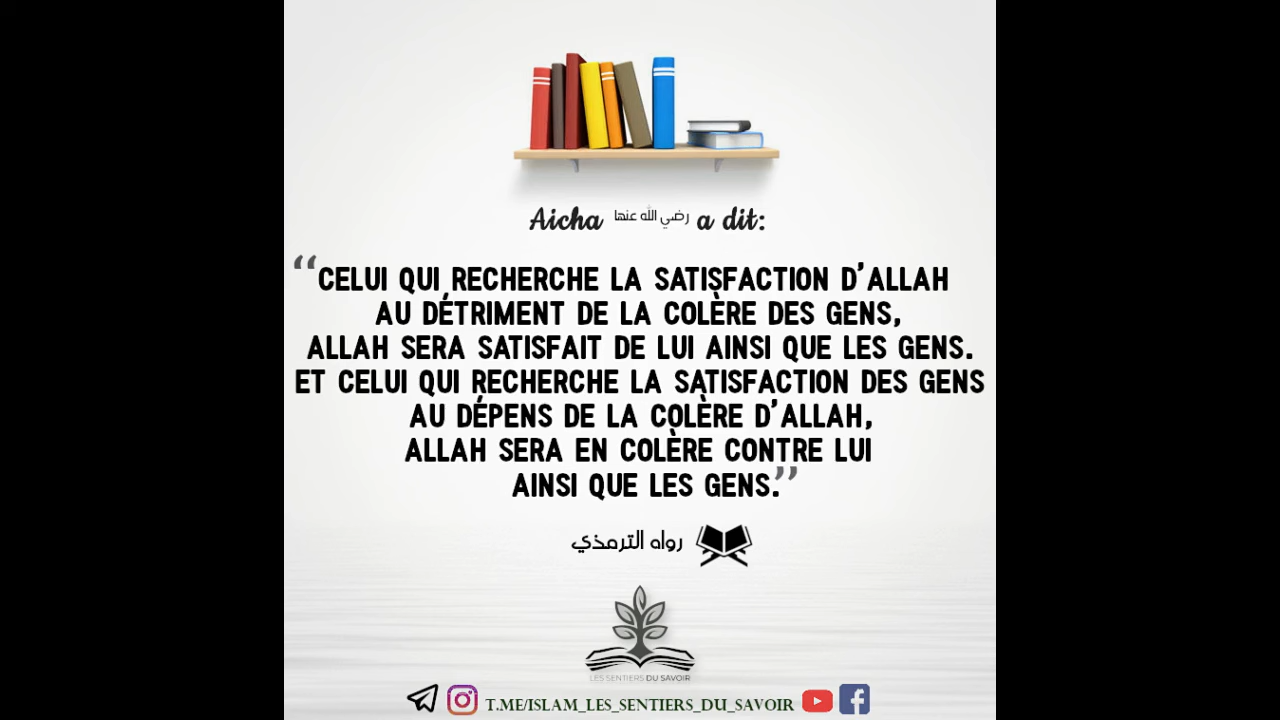 Aicha رضي الله عنها a dit:
“CELUI QUI RECHERCHE LA SATISFACTION D'ALLAH
AU DÉTRIMENT DE LA COLÈRE DES GENS,
ALLAH SERA SATISFAIT DE LUI AINSI QUE LES GENS.
ET CELUI QUI RECHERCHE LA SATISFACTION DES GENS
AU DÉPENS DE LA COLÈRE D'ALLAH,
ALLAH SERA EN COLÈRE CONTRE LUI
AINSI QUE LES GENS.”
رواه الترمذي
LES SENTIERS DU SAVOIR
T.ME/ISLAM_LES_SENTIERS_DU_SAVOIR